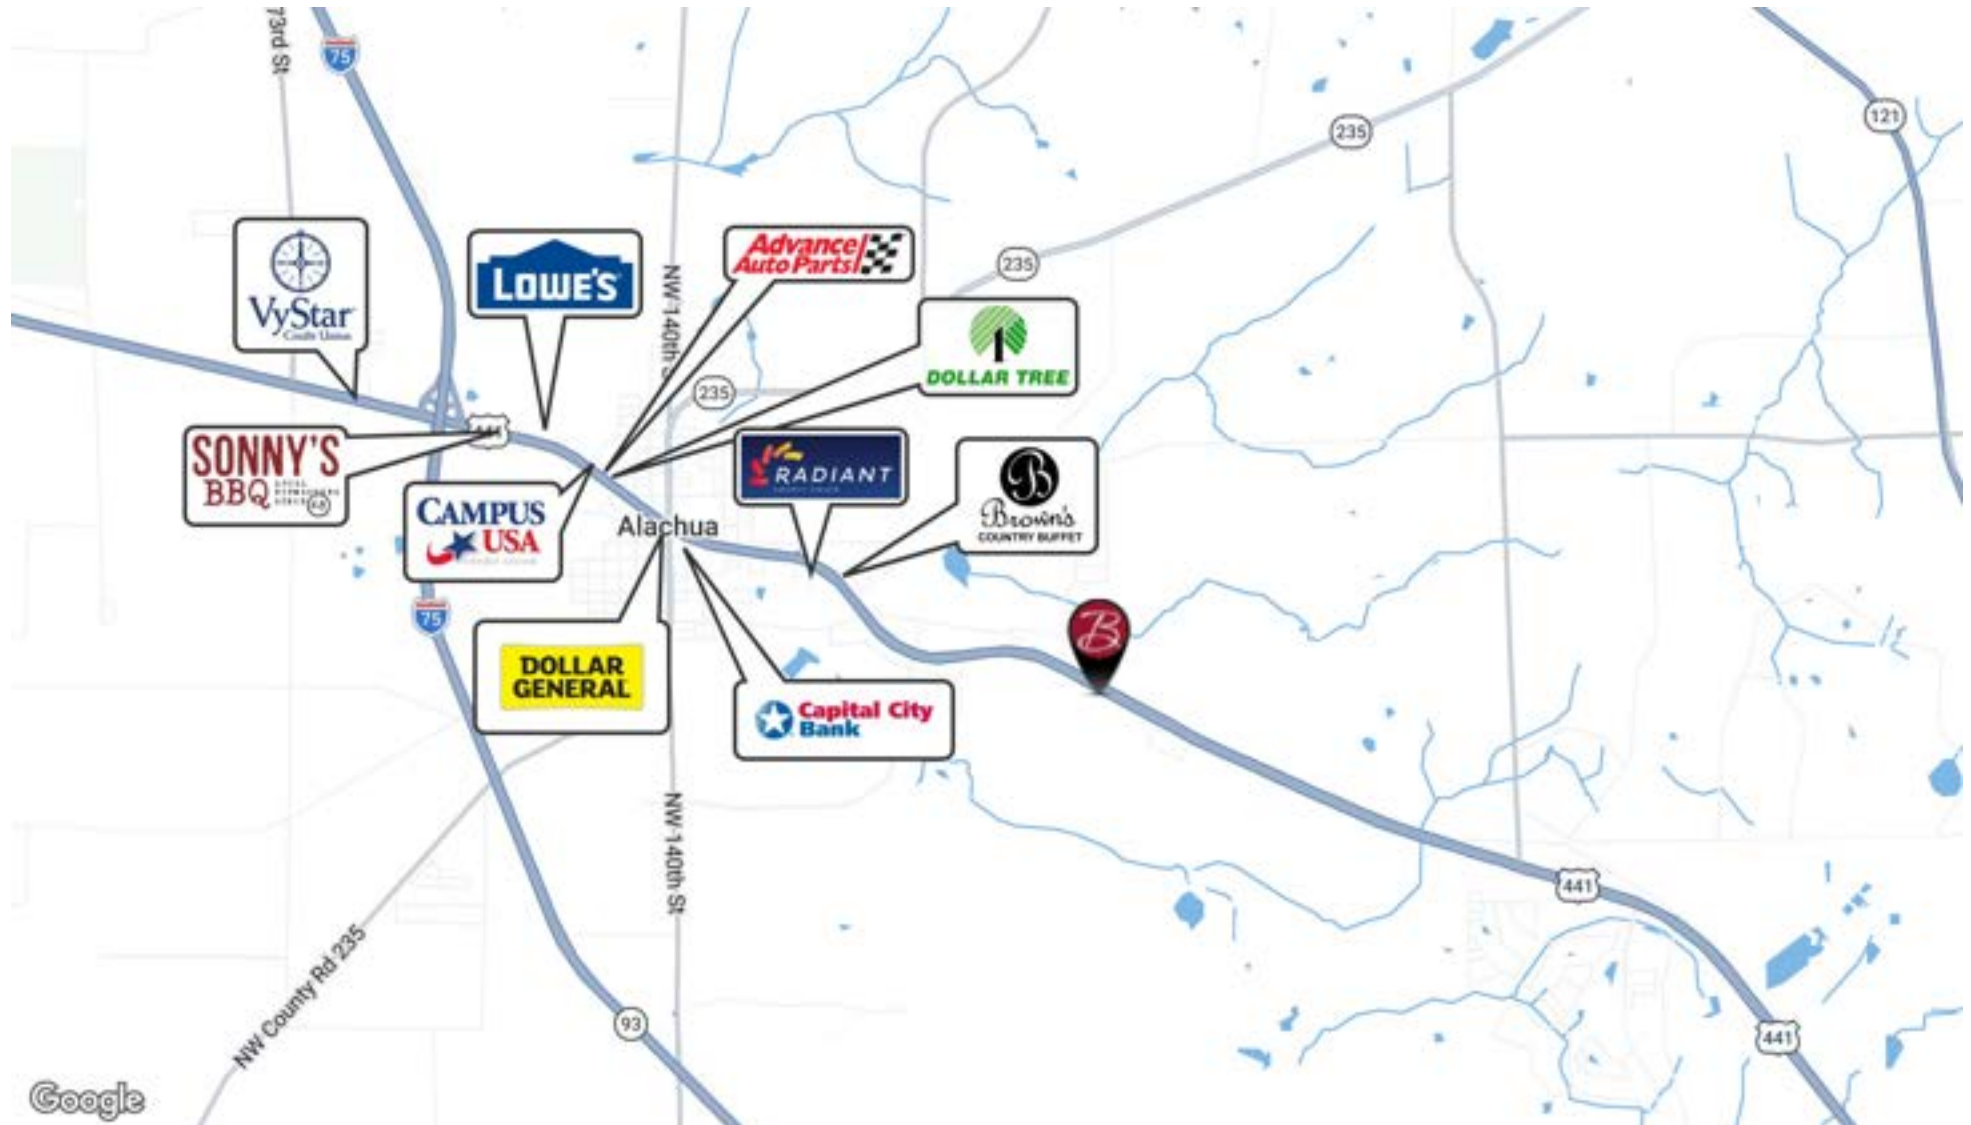 73rd St
75
121
235
Advance
Auto Parts
VyStar
Credit Union
LOWE'S
NW 140th S
235
DOLLAR TREE
235
441
SONNY'S
BBQ
RADIANT
B
Brown's
COUNTRY BUFFET
CAMPUS
USA
Alachua
75
B
DOLLAR
GENERAL
Capital City
Bank
NW 140th St
441
NW County Rd 235
93
441
Google